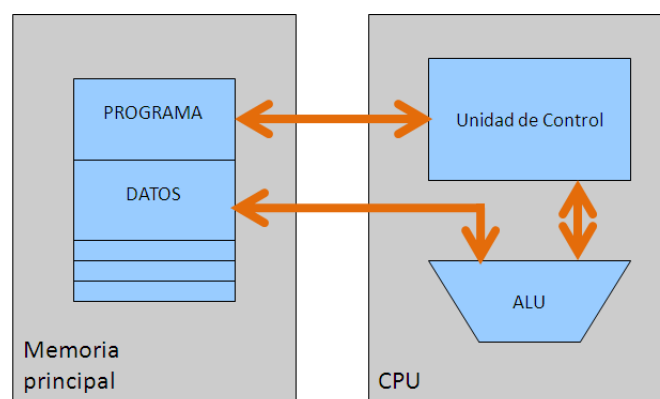 PROGRAMA
DATOS
Memoria
principal
Unidad de Control
ALU
CPU